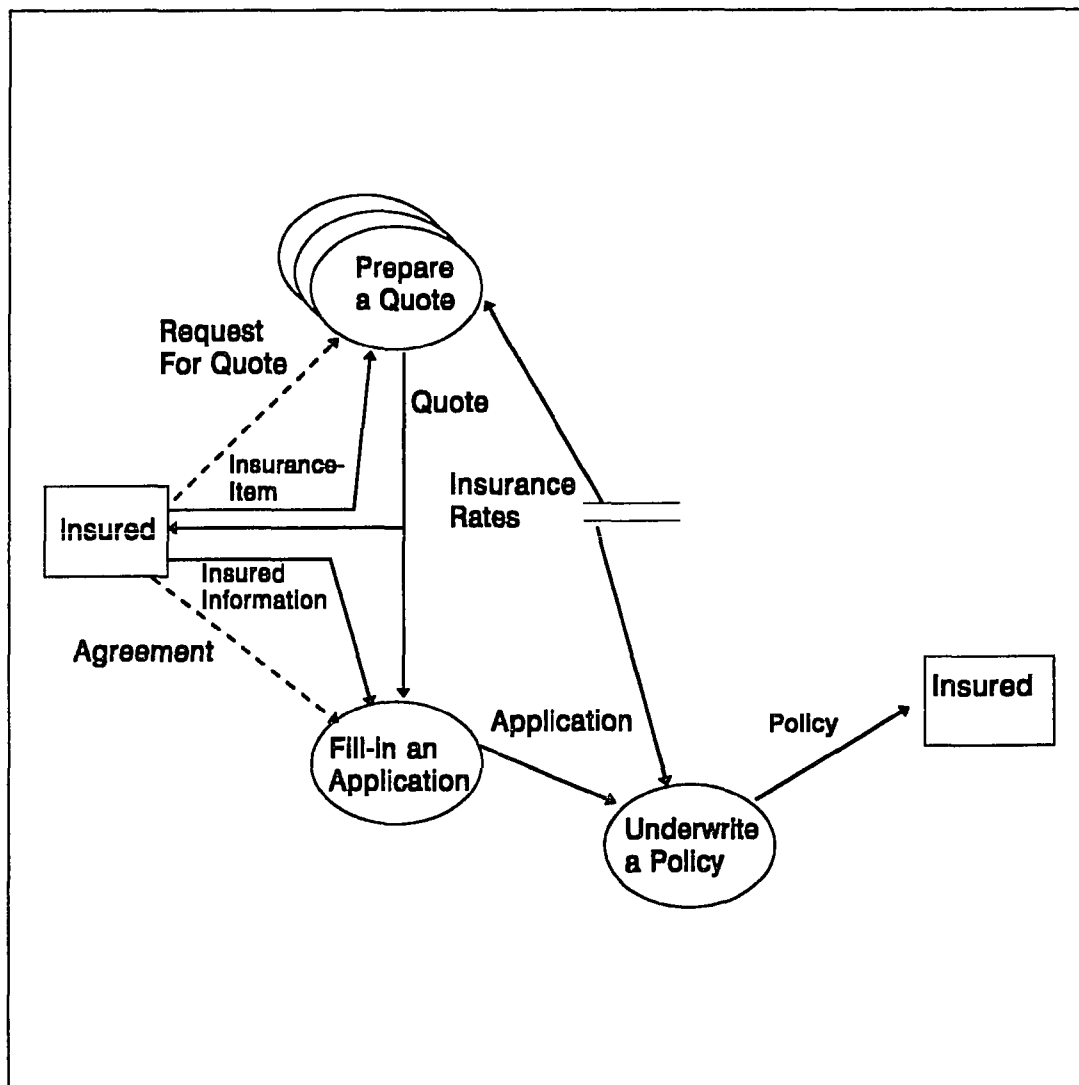 Prepare
a Quote
Request
For Quote
Quote
Insurance-
Item
Insurance
Rates
Insured
Insured
Information
Agreement
Insured
Application
Policy
Fill-in an
Application
Underwrite
a Policy